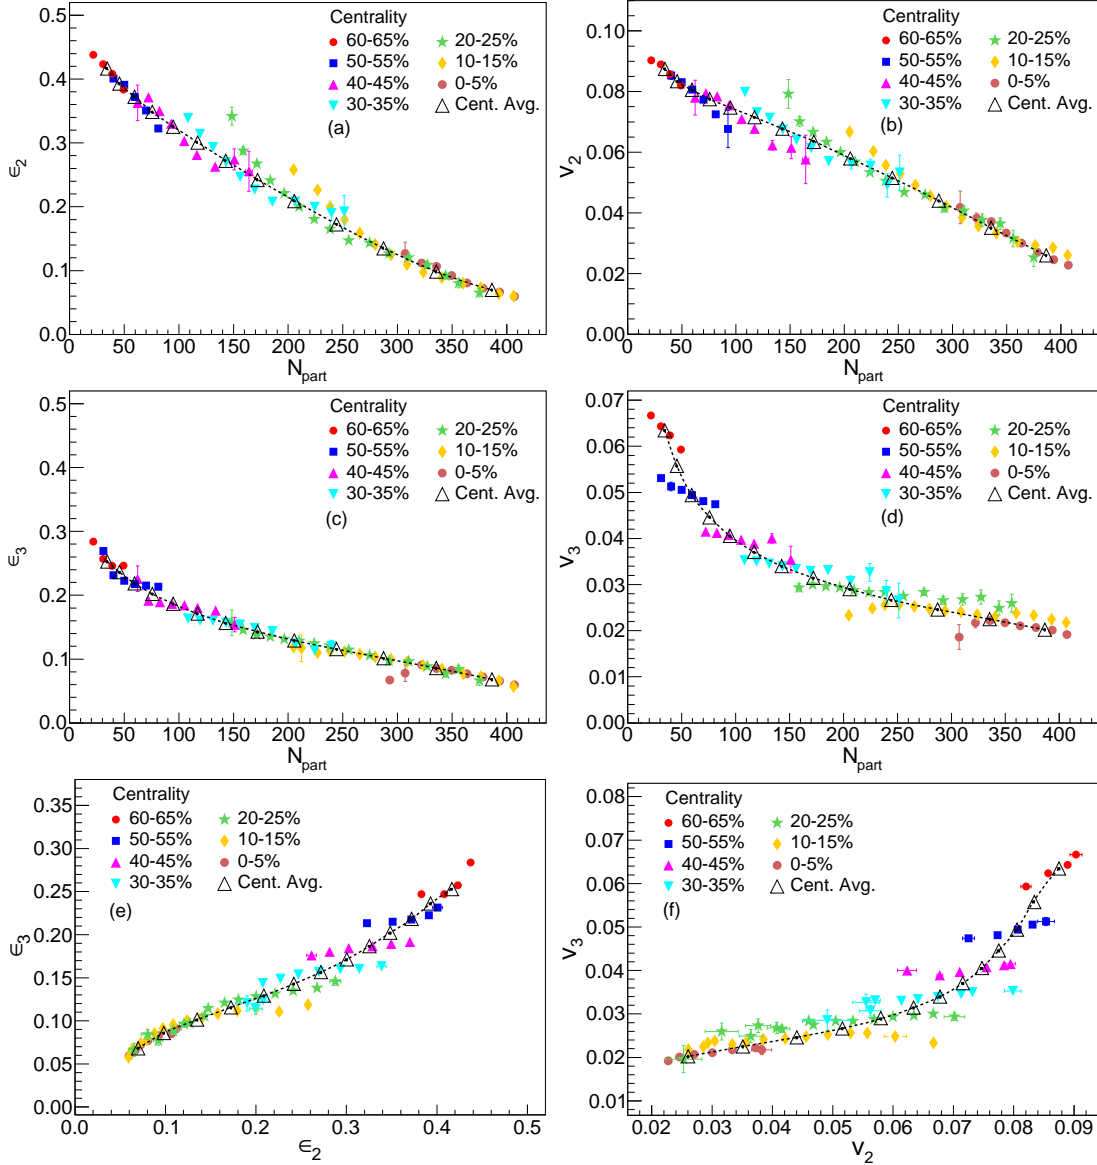 0.5
0.4
0.3
0.2
0.1
0.0
ϵ2
Centrality
60-65%
50-55%
40-45%
30-35%
20-25%
10-15%
0-5%
Cent. Avg.
(a)
0 50 100 150 200 250 300 350 400
Npart
0.10
0.08
0.06
0.04
0.02
0.00
v2
Centrality
60-65%
50-55%
40-45%
30-35%
20-25%
10-15%
0-5%
Cent. Avg.
(b)
0 50 100 150 200 250 300 350 400
Npart
0.5
0.4
0.3
0.2
0.1
0.0
ϵ3
Centrality
60-65%
50-55%
40-45%
30-35%
20-25%
10-15%
0-5%
Cent. Avg.
(c)
0 50 100 150 200 250 300 350 400
Npart
0.07
0.06
0.05
0.04
0.03
0.02
0.01
0.00
v3
Centrality
60-65%
50-55%
40-45%
30-35%
20-25%
10-15%
0-5%
Cent. Avg.
(d)
0 50 100 150 200 250 300 350 400
Npart
0.35
0.30
0.25
0.20
0.15
0.10
0.05
0.00
ϵ3
Centrality
60-65%
50-55%
40-45%
30-35%
20-25%
10-15%
0-5%
Cent. Avg.
(e)
0.0 0.1 0.2 0.3 0.4 0.5
ϵ2
0.08
0.07
0.06
0.05
0.04
0.03
0.02
0.01
v3
Centrality
60-65%
50-55%
40-45%
30-35%
20-25%
10-15%
0-5%
Cent. Avg.
(f)
0.02 0.03 0.04 0.05 0.06 0.07 0.08 0.09
v2